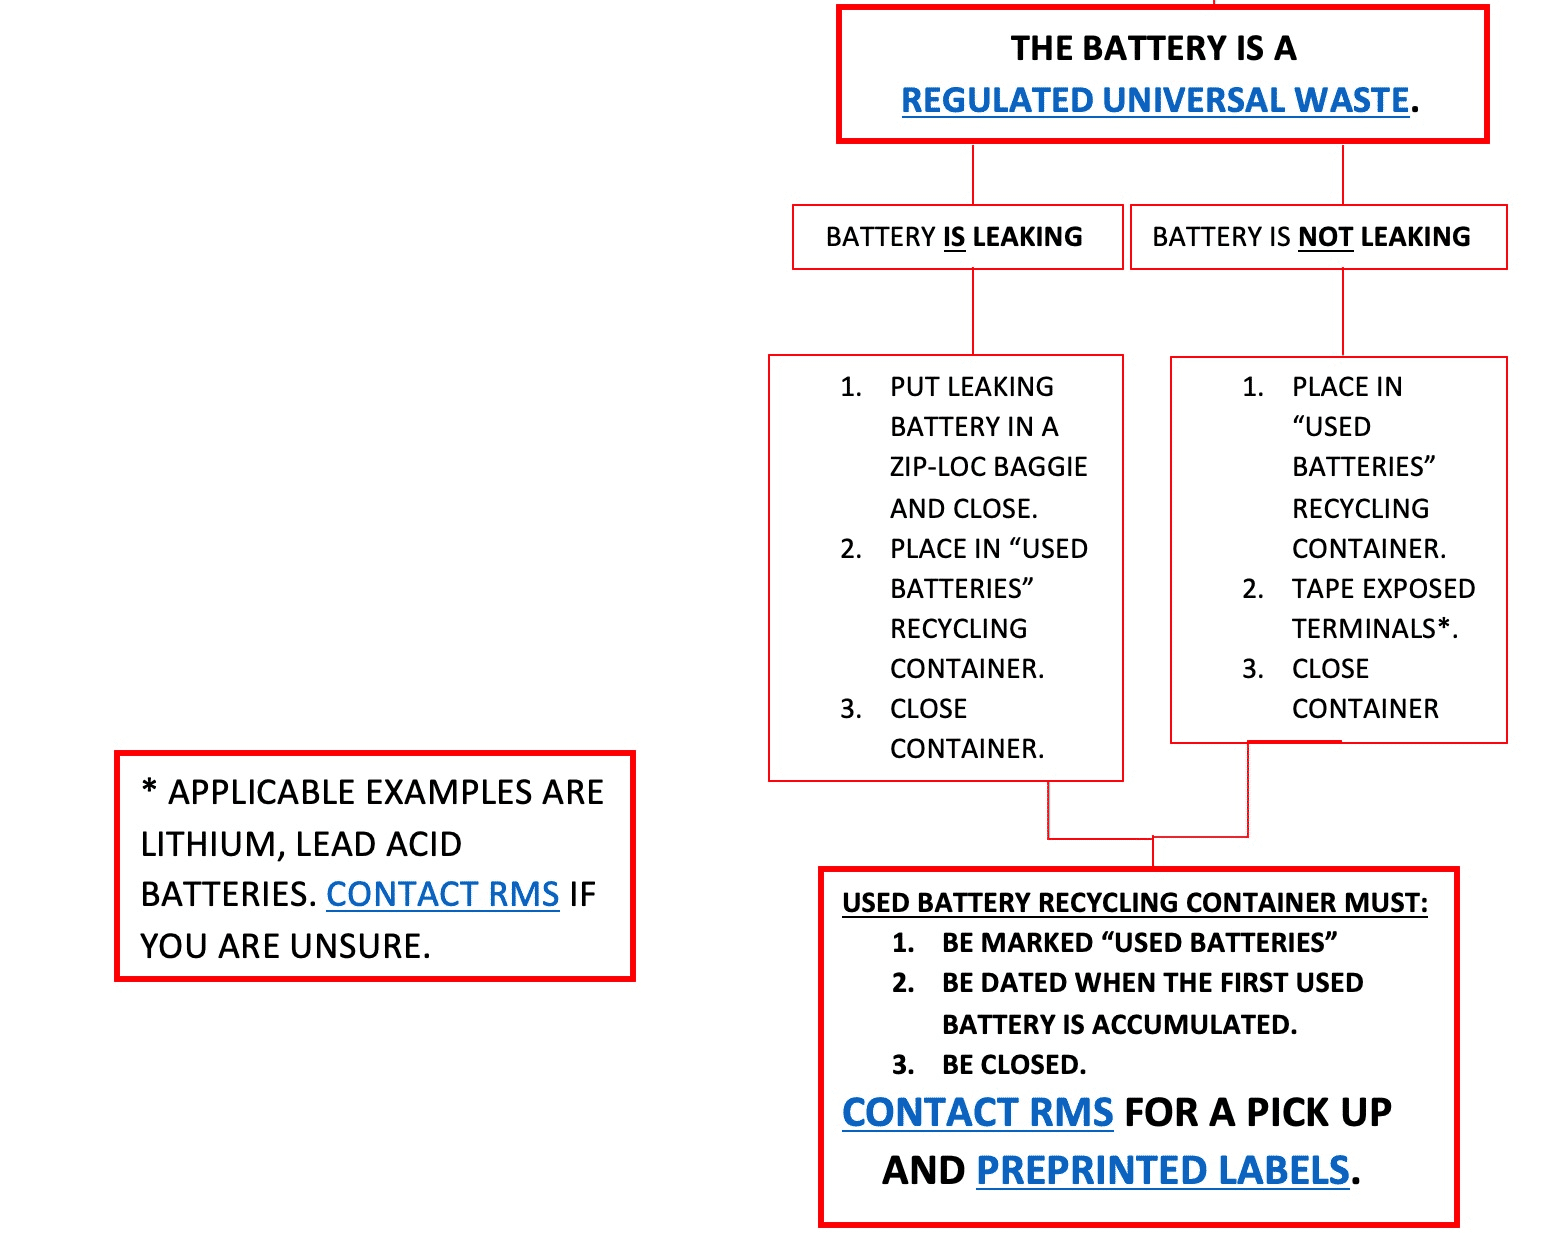 THE BATTERY IS A
REGULATED UNIVERSAL WASTE.
BATTERY IS LEAKING
BATTERY IS NOT LEAKING
1. PUT LEAKING
BATTERY IN A
ZIP-LOC BAGGIE
AND CLOSE.
2. PLACE IN “USED
BATTERIES”
RECYCLING
CONTAINER.
3. CLOSE
CONTAINER.
1. PLACE IN
“USED
BATTERIES”
RECYCLING
CONTAINER.
2. TAPE EXPOSED
TERMINALS*.
3. CLOSE
CONTAINER
* APPLICABLE EXAMPLES ARE
LITHIUM, LEAD ACID
BATTERIES. CONTACT RMS IF
YOU ARE UNSURE.
USED BATTERY RECYCLING CONTAINER MUST:
1. BE MARKED “USED BATTERIES”
2. BE DATED WHEN THE FIRST USED
BATTERY IS ACCUMULATED.
3. BE CLOSED.
CONTACT RMS FOR A PICK UP
AND PREPRINTED LABELS.